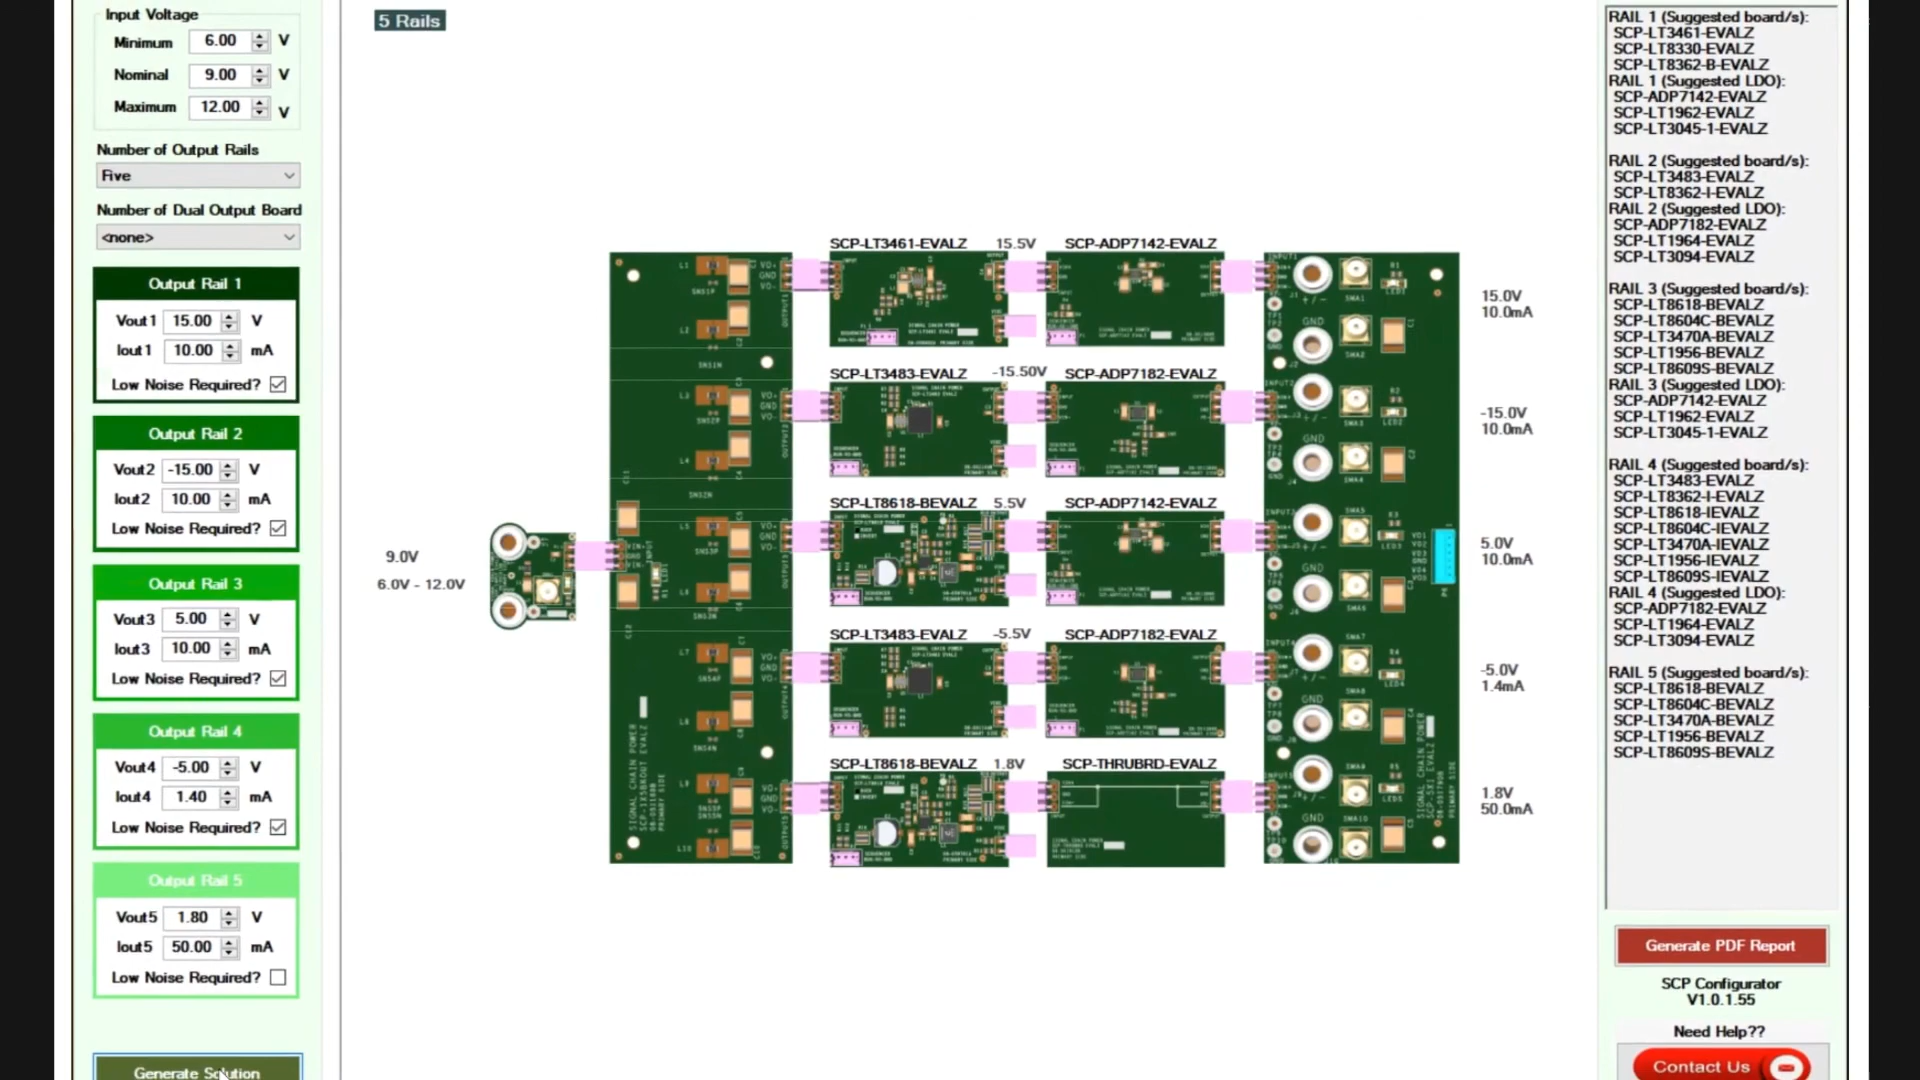 Input Voltage
Minimum 6.00 V
Nominal 9.00 V
Maximum 12.00 V
Number of Output Rails
Five
Number of Dual Output Board
<none>
Output Rail 1
Vout1 15.00 V
Iout1 10.00 mA
Low Noise Required?
Output Rail 2
Vout2 -15.00 V
Iout2 10.00 mA
Low Noise Required?
Output Rail 3
Vout3 5.00 V
Iout3 10.00 mA
Low Noise Required?
Output Rail 4
Vout4 -5.00 V
Iout4 1.40 mA
Low Noise Required?
Output Rail 5
Vout5 1.80 V
Iout5 50.00 mA
Low Noise Required?
Generate Solution
5 Rails
9.0V
6.0V - 12.0V
SCP-LT3461-EVALZ 15.5V SCP-ADP7142-EVALZ
15.0V
10.0mA
SCP-LT3483-EVALZ -15.50V SCP-ADP7182-EVALZ
-15.0V
10.0mA
SCP-LT8618-BEVALZ 5.5V SCP-ADP7142-EVALZ
5.0V
10.0mA
SCP-LT3483-EVALZ -5.5V SCP-ADP7182-EVALZ
-5.0V
1.4mA
SCP-LT8618-BEVALZ 1.8V SCP-THRUBRD-EVALZ
1.8V
50.0mA
RAIL 1 (Suggested board/s):
SCP-LT3461-EVALZ
SCP-LT8330-EVALZ
SCP-LT8362-B-EVALZ
RAIL 1 (Suggested LDO):
SCP-ADP7142-EVALZ
SCP-LT1962-EVALZ
SCP-LT3045-1-EVALZ
RAIL 2 (Suggested board/s):
SCP-LT3483-EVALZ
SCP-LT8362-I-EVALZ
RAIL 2 (Suggested LDO):
SCP-ADP7182-EVALZ
SCP-LT1964-EVALZ
SCP-LT3094-EVALZ
RAIL 3 (Suggested board/s):
SCP-LT8618-BEVALZ
SCP-LT8604C-BEVALZ
SCP-LT3470A-BEVALZ
SCP-LT1956-BEVALZ
SCP-LT8609S-BEVALZ
RAIL 3 (Suggested LDO):
SCP-ADP7142-EVALZ
SCP-LT1962-EVALZ
SCP-LT3045-1-EVALZ
RAIL 4 (Suggested board/s):
SCP-LT3483-EVALZ
SCP-LT8362-I-EVALZ
SCP-LT8618-IEVALZ
SCP-LT8604C-IEVALZ
SCP-LT3470A-IEVALZ
SCP-LT1956-IEVALZ
SCP-LT8609S-IEVALZ
RAIL 4 (Suggested LDO):
SCP-ADP7182-EVALZ
SCP-LT1964-EVALZ
SCP-LT3094-EVALZ
RAIL 5 (Suggested board/s):
SCP-LT8618-BEVALZ
SCP-LT8604C-BEVALZ
SCP-LT3470A-BEVALZ
SCP-LT1956-BEVALZ
SCP-LT8609S-BEVALZ
Generate PDF Report
SCP Configurator
V1.0.1.55
Need Help??
Contact Us